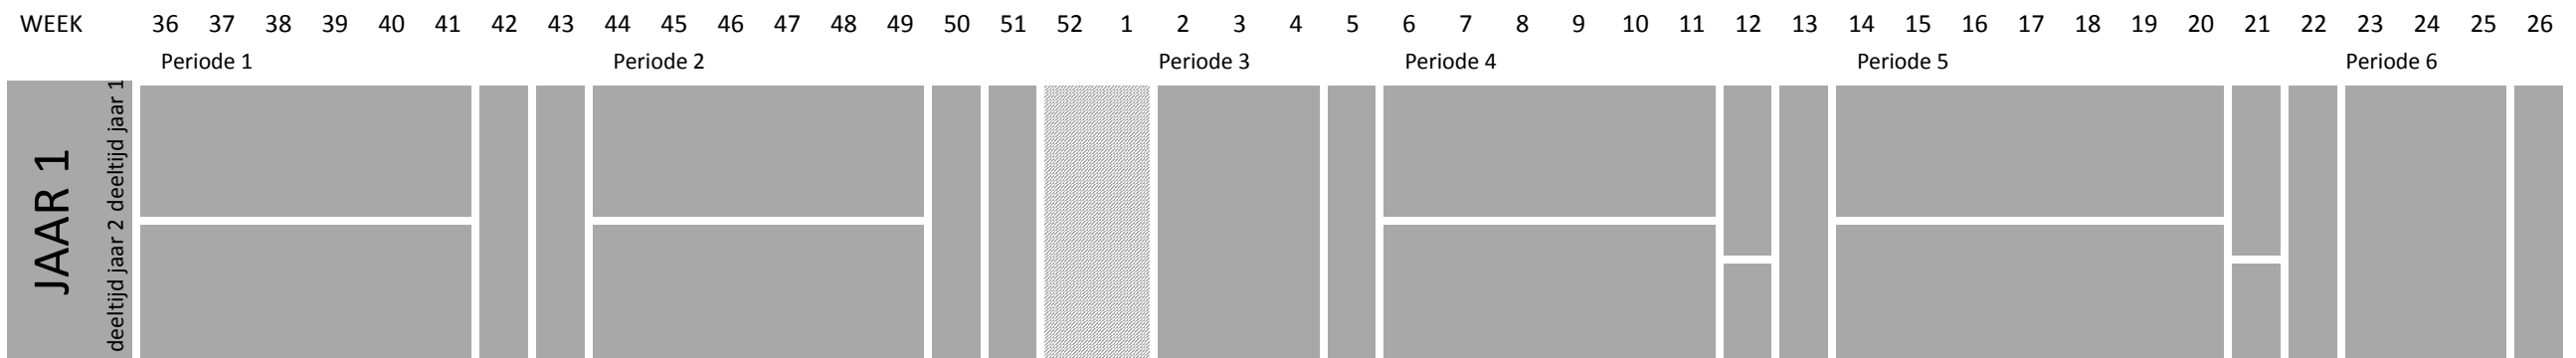 WEEK 36 37 38 39 40 41 42 43 44 45 46 47 48 49 50 51 52 1 2 3 4 5 6 7 8 9 10 11 12 13 14 15 16 17 18 19 20 21 22 23 24 25 26
Periode 1 Periode 2 Periode 3 Periode 4 Periode 5 Periode 6
JAAR 1
deeltijd jaar 1
deeltijd jaar 2